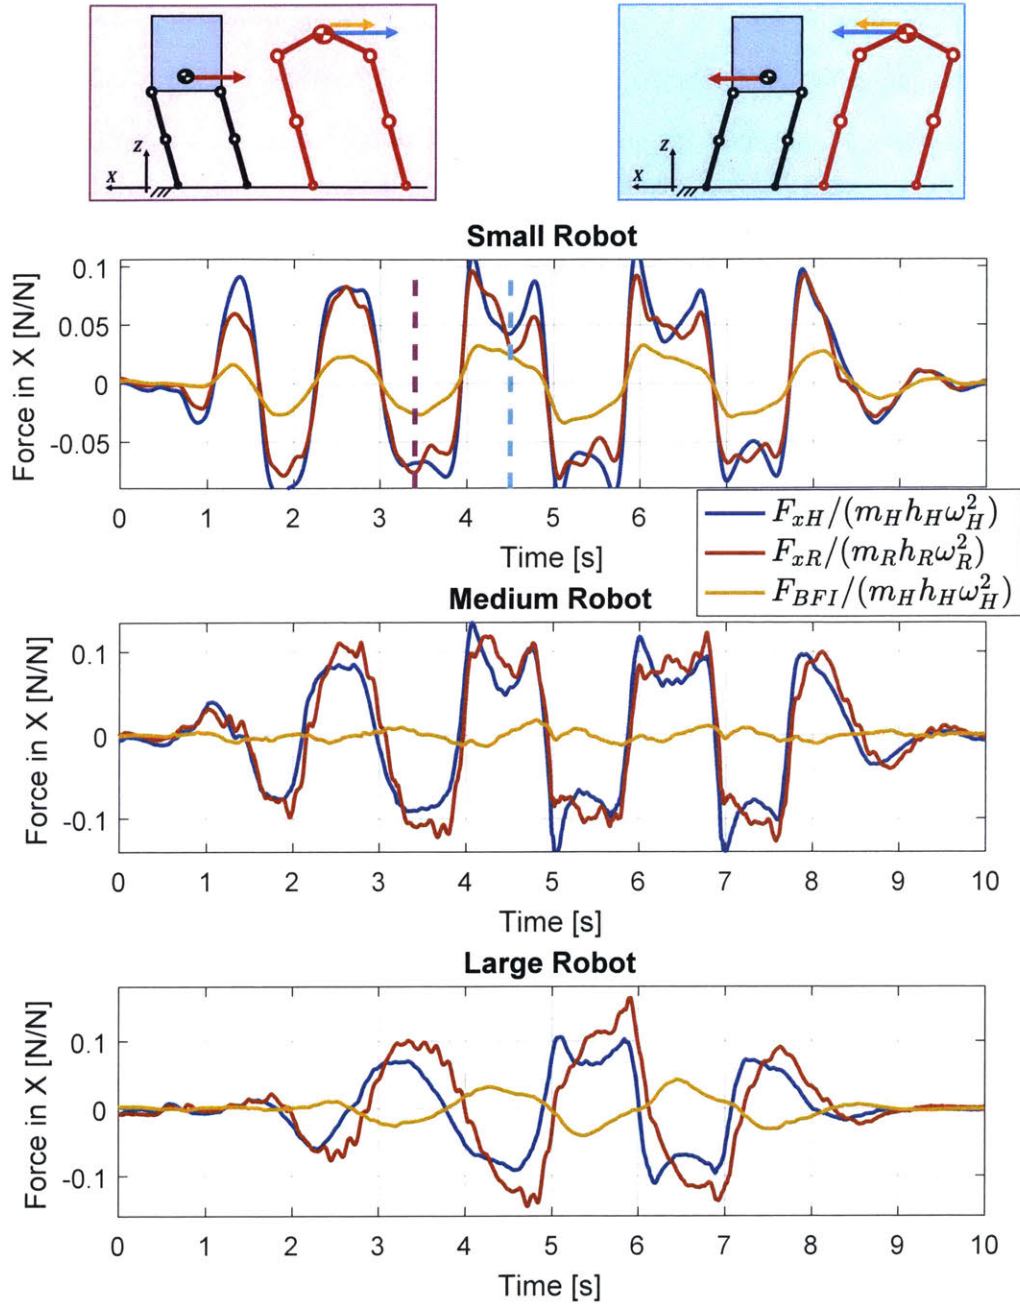 z
x
z
x
Small Robot
Force in X [N/N]
0.1
0.05
0
-0.05
0 1 2 3 4 5 6 7 8 9 10
Time [s]
F_{xH}/(m_H h_H ω_H^2)
F_{xR}/(m_R h_R ω_R^2)
F_{BFI}/(m_H h_H ω_H^2)
Medium Robot
Force in X [N/N]
0.1
0
-0.1
0 1 2 3 4 5 6 7 8 9 10
Time [s]
Large Robot
Force in X [N/N]
0.1
0
-0.1
0 1 2 3 4 5 6 7 8 9 10
Time [s]